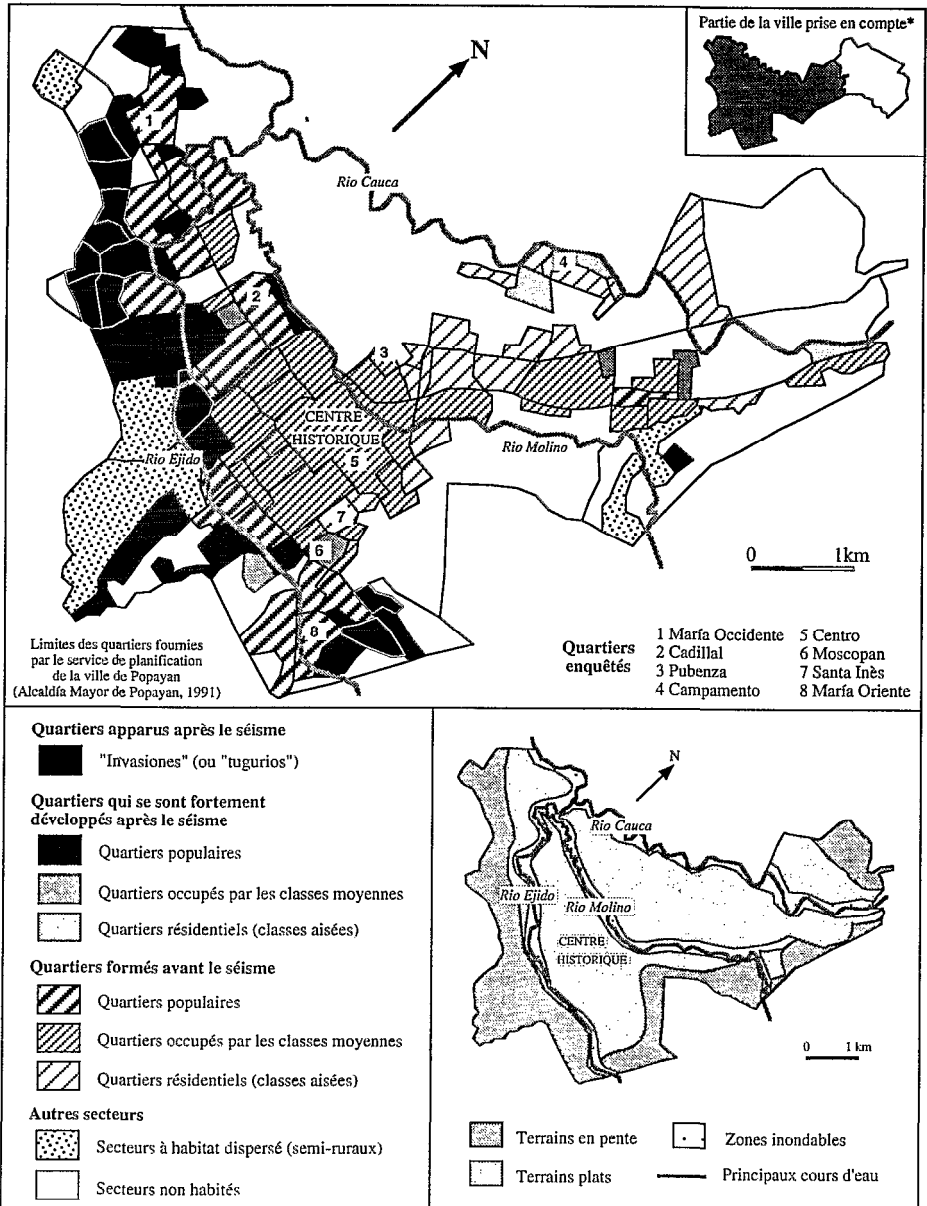 Partie de la ville prise en compte*
N
1
Rio Cauca
4
2
3
CENTRE
HISTORIQUE
Rio Ejido
5
Rio Molino
7
6
8
0 1km
Limites des quartiers fournies
par le service de planification
de la ville de Popayan
(Alcaldía Mayor de Popayan, 1991)
Quartiers
enquêtés
1 María Occidente
2 Cadillal
3 Pubenza
4 Campamento
5 Centro
6 Moscopan
7 Santa Inès
8 María Oriente
Quartiers apparus après le séisme
"Invasiones" (ou "tugurios")
Quartiers qui se sont fortement
développés après le séisme
Quartiers populaires
Quartiers occupés par les classes moyennes
Quartiers résidentiels (classes aisées)
Quartiers formés avant le séisme
Quartiers populaires
Quartiers occupés par les classes moyennes
Quartiers résidentiels (classes aisées)
Autres secteurs
Secteurs à habitat dispersé (semi-ruraux)
Secteurs non habités
N
Rio Cauca
Rio Ejido
Rio Molino
CENTRE
HISTORIQUE
0 1 km
Terrains en pente
Zones inondables
Terrains plats
Principaux cours d'eau